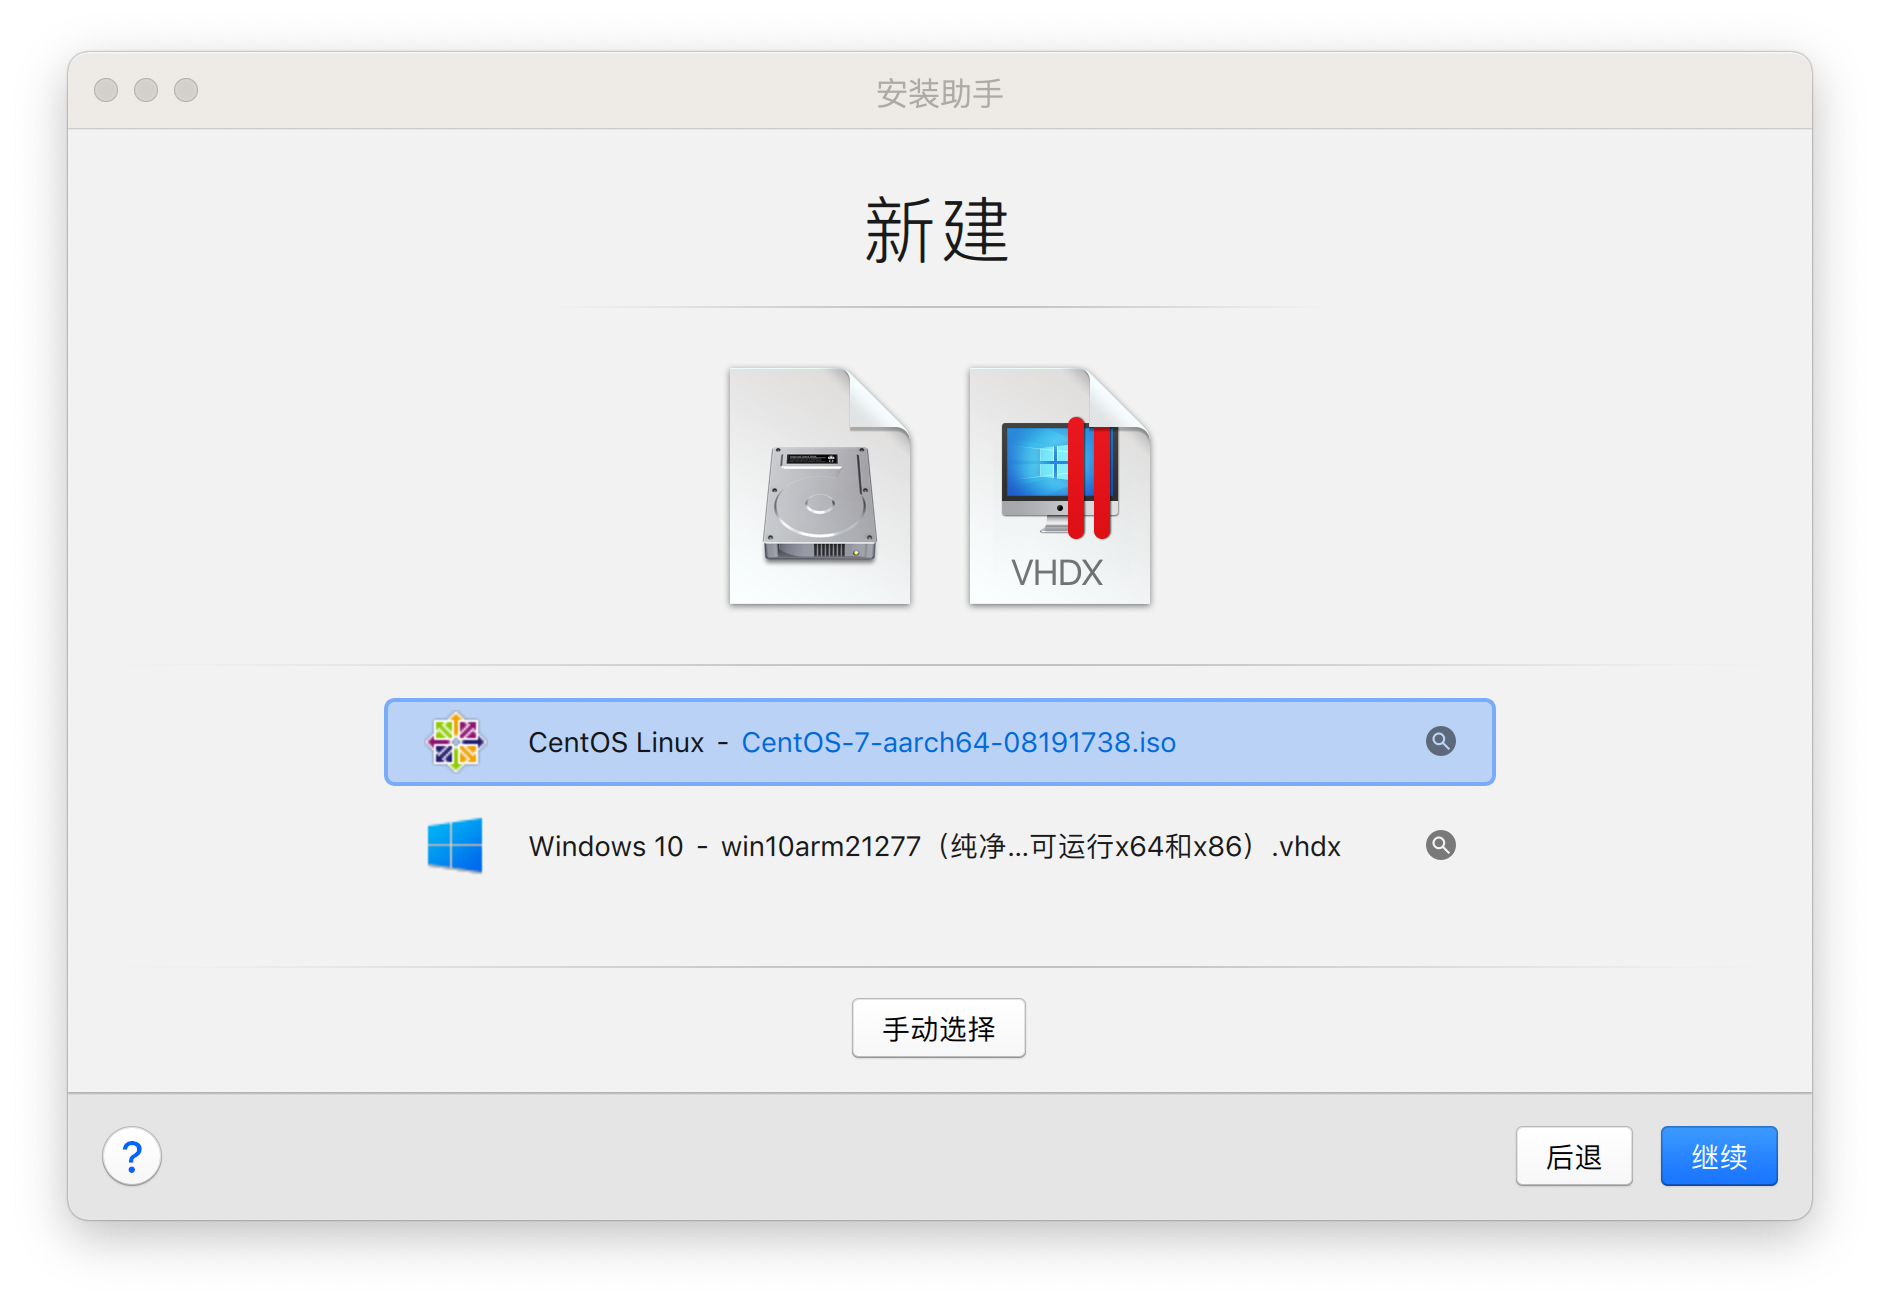 安装助手
新建
VHDX
CentOS Linux - CentOS-7-aarch64-08191738.iso
Windows 10 - win10arm21277（纯净...可运行x64和x86）.vhdx
手动选择
?
后退
继续